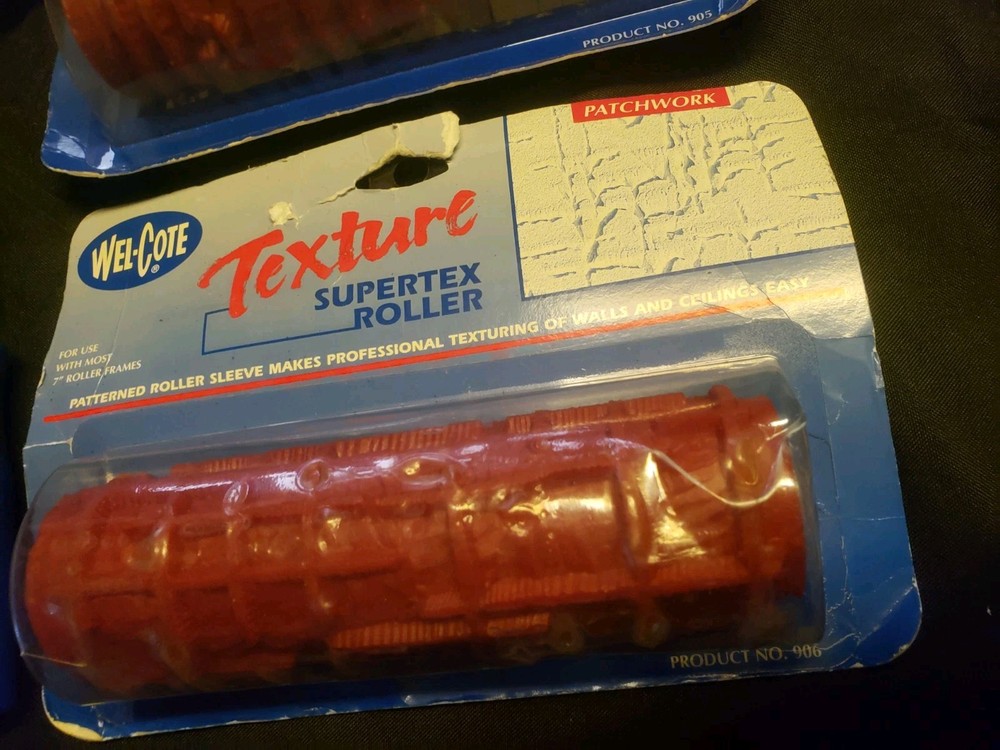 PRODUCT NO. 905
PATCHWORK
WEL-COTE®
Texture
SUPERTEX
ROLLER
FOR USE
WITH MOST
7" ROLLER FRAMES
PATTERNED ROLLER SLEEVE MAKES PROFESSIONAL TEXTURING OF WALLS AND CEILINGS EASY
PRODUCT NO. 906